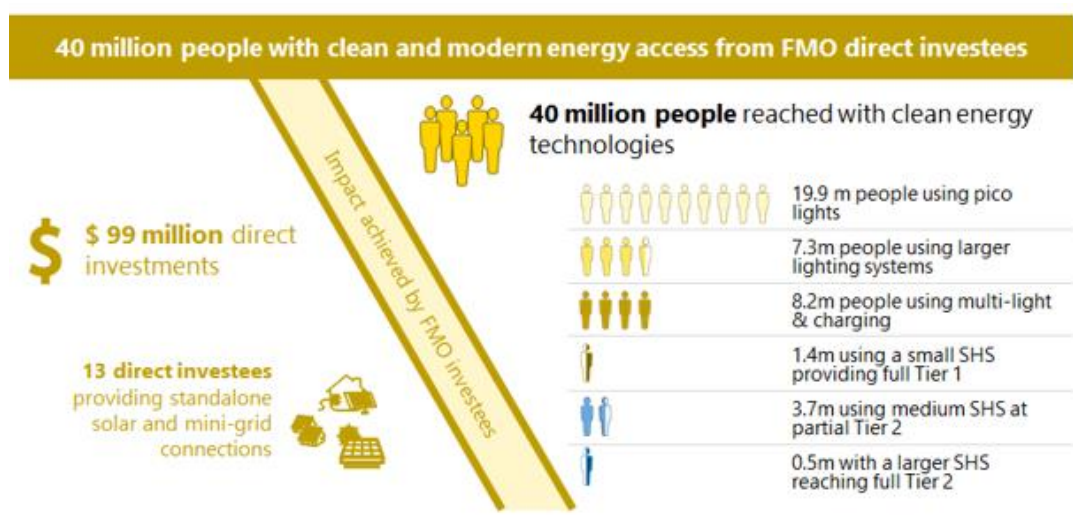 40 million people with clean and modern energy access from FMO direct investees
40 million people reached with clean energy
technologies
$ $ 99 million direct
investments
13 direct investees
providing standalone
solar and mini-grid
connections
Impact achieved by FMO investees
19.9 m people using pico
lights
7.3m people using larger
lighting systems
8.2m people using multi-light
& charging
1.4m using a small SHS
providing full Tier 1
3.7m using medium SHS at
partial Tier 2
0.5m with a larger SHS
reaching full Tier 2